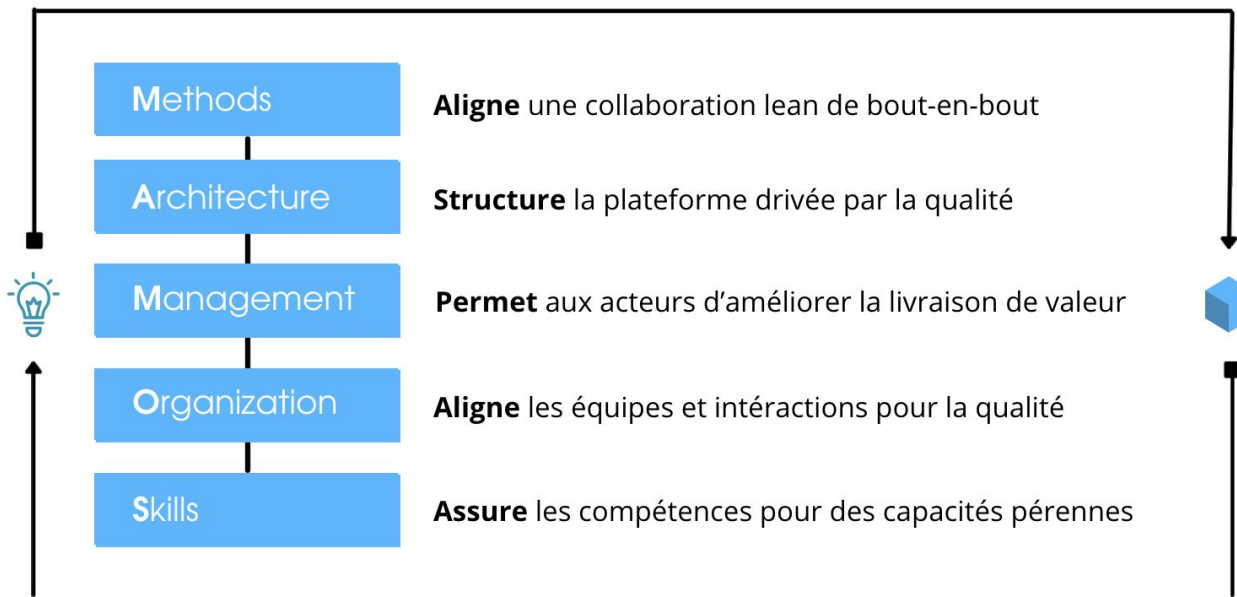 Methods
Aligne une collaboration lean de bout-en-bout
Architecture
Structure la plateforme drivée par la qualité
Management
Permet aux acteurs d’améliorer la livraison de valeur
Organization
Aligne les équipes et intéractions pour la qualité
Skills
Assure les compétences pour des capacités pérennes